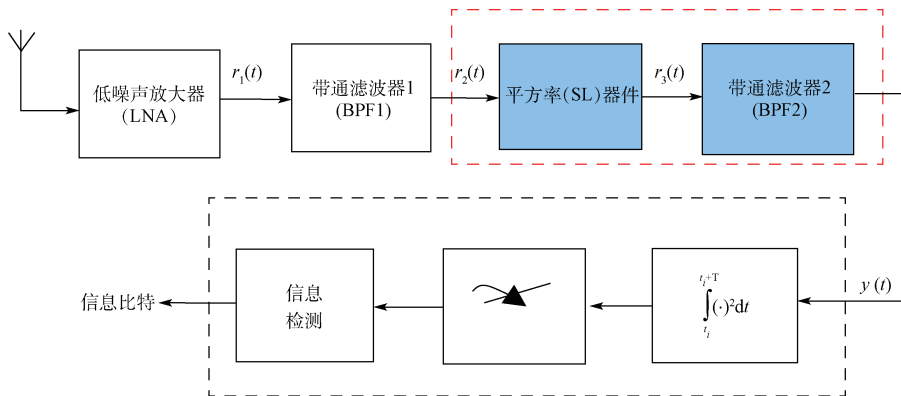 低噪声放大器
(LNA)
r₁(t)
带通滤波器1
(BPF1)
r₂(t)
平方率(SL)器件
r₃(t)
带通滤波器2
(BPF2)
信息比特
信息
检测
tᵢ+T
∫(·)²dt
tᵢ
y (t)